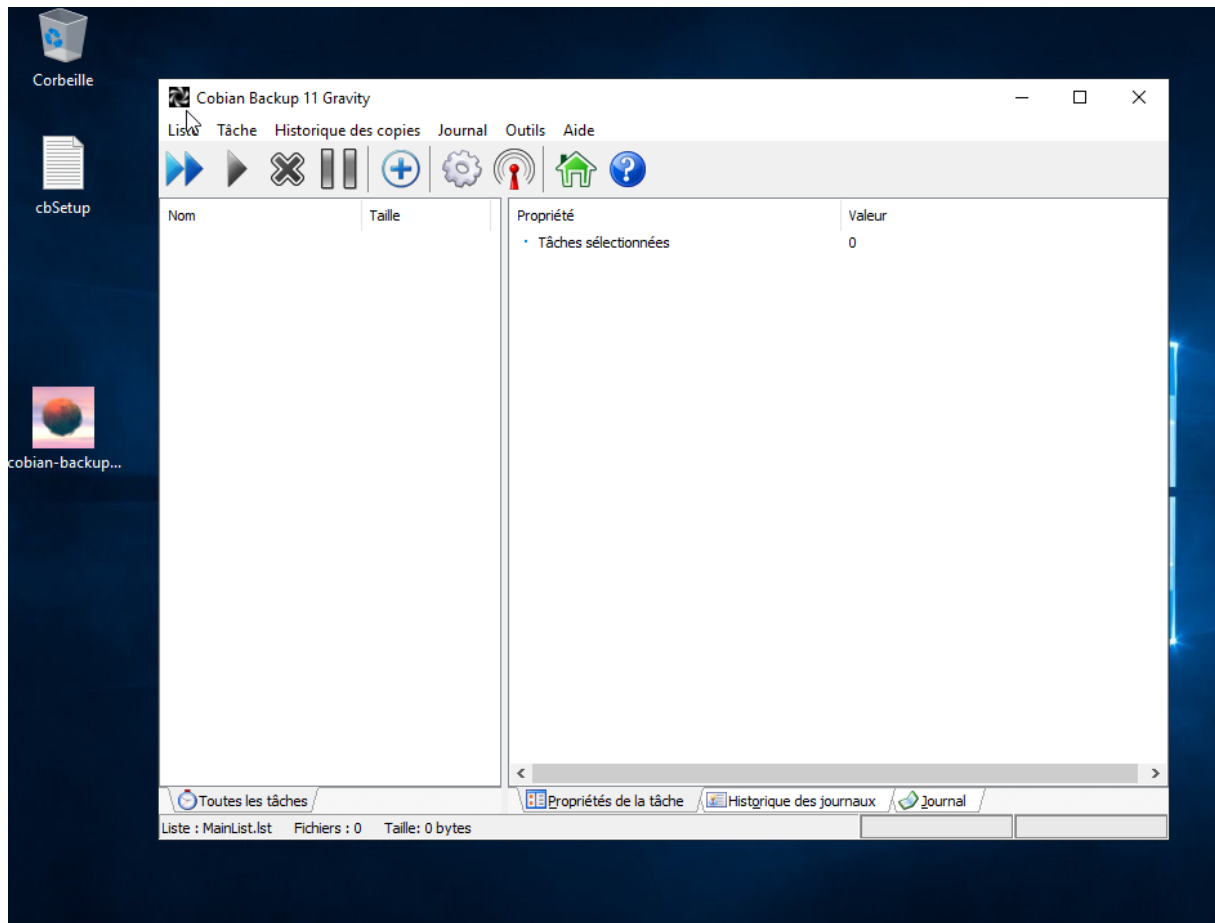 Corbeille
cbSetup
cobian-backup...
Cobian Backup 11 Gravity
Liste Tâche Historique des copies Journal Outils Aide
Nom Taille Propriété Valeur
Tâches sélectionnées 0
Toutes les tâches Propriétés de la tâche Historique des journaux Journal
Liste : MainList.lst Fichiers : 0 Taille: 0 bytes